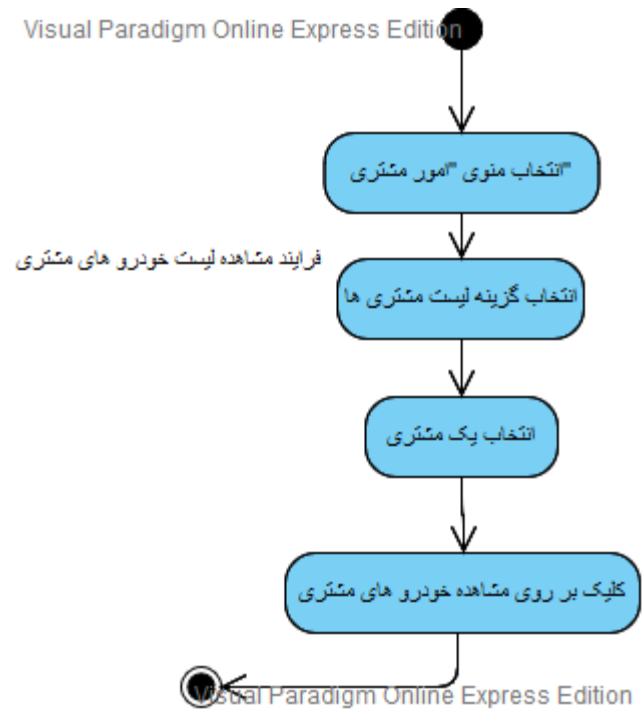 Visual Paradigm Online Express Edition
انتخاب منوی "امور مشتری"
فرایند مشاهده لیست خودرو های مشتری
انتخاب گزینه لیست مشتری ها
انتخاب یک مشتری
کلیک بر روی مشاهده خودرو های مشتری
Visual Paradigm Online Express Edition